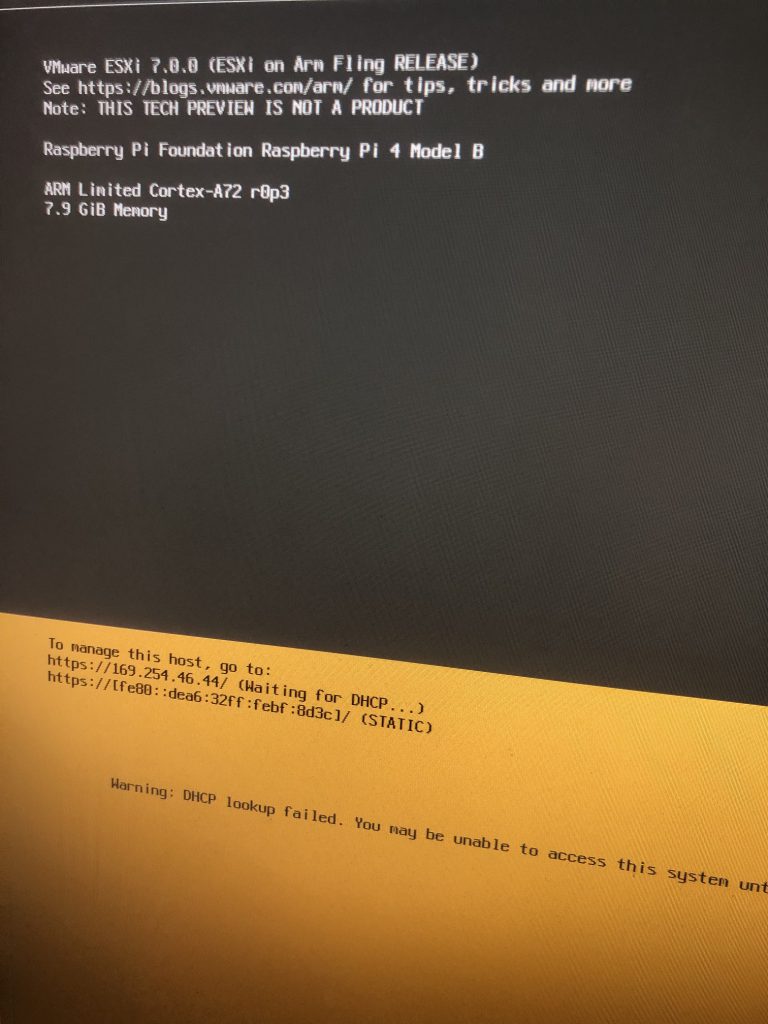 VMware ESXi 7.0.0 (ESXi on Arm Fling RELEASE)
See https://blogs.vmware.com/arm/ for tips, tricks and more
Note: THIS TECH PREVIEW IS NOT A PRODUCT
Raspberry Pi Foundation Raspberry Pi 4 Model B
ARM Limited Cortex-A72 r0p3
7.9 GiB Memory
To manage this host, go to:
https://169.254.46.44/ (Waiting for DHCP...)
https://[fe80::dea6:32ff:febf:8d3c]/ (STATIC)
Warning: DHCP lookup failed. You may be unable to access this system unt